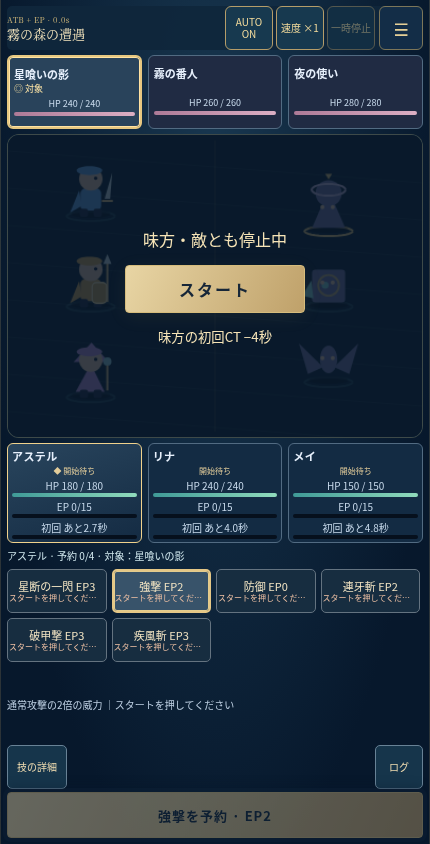 ATB + EP · 0.0s
霧の森の遭遇
AUTO
ON
速度 ×1
一時停止
☰
星喰いの影
◎ 対象
HP 240 / 240
霧の番人
HP 260 / 260
夜の使い
HP 280 / 280
味方・敵とも停止中
スタート
味方の初回CT −4秒
アステル
◆ 開始待ち
HP 180 / 180
EP 0/15
初回 あと2.7秒
リナ
開始待ち
HP 240 / 240
EP 0/15
初回 あと4.0秒
メイ
開始待ち
HP 150 / 150
EP 0/15
初回 あと4.8秒
アステル・予約 0/4・対象：星喰いの影
星断の一閃 EP3
スタートを押してくだ…
強撃 EP2
スタートを押してくだ…
防御 EP0
スタートを押してくだ…
連牙斬 EP2
スタートを押してくだ…
破甲撃 EP3
スタートを押してくだ…
疾風斬 EP3
スタートを押してくだ…
通常攻撃の2倍の威力｜スタートを押してください
技の詳細
ログ
強撃を予約 · EP2